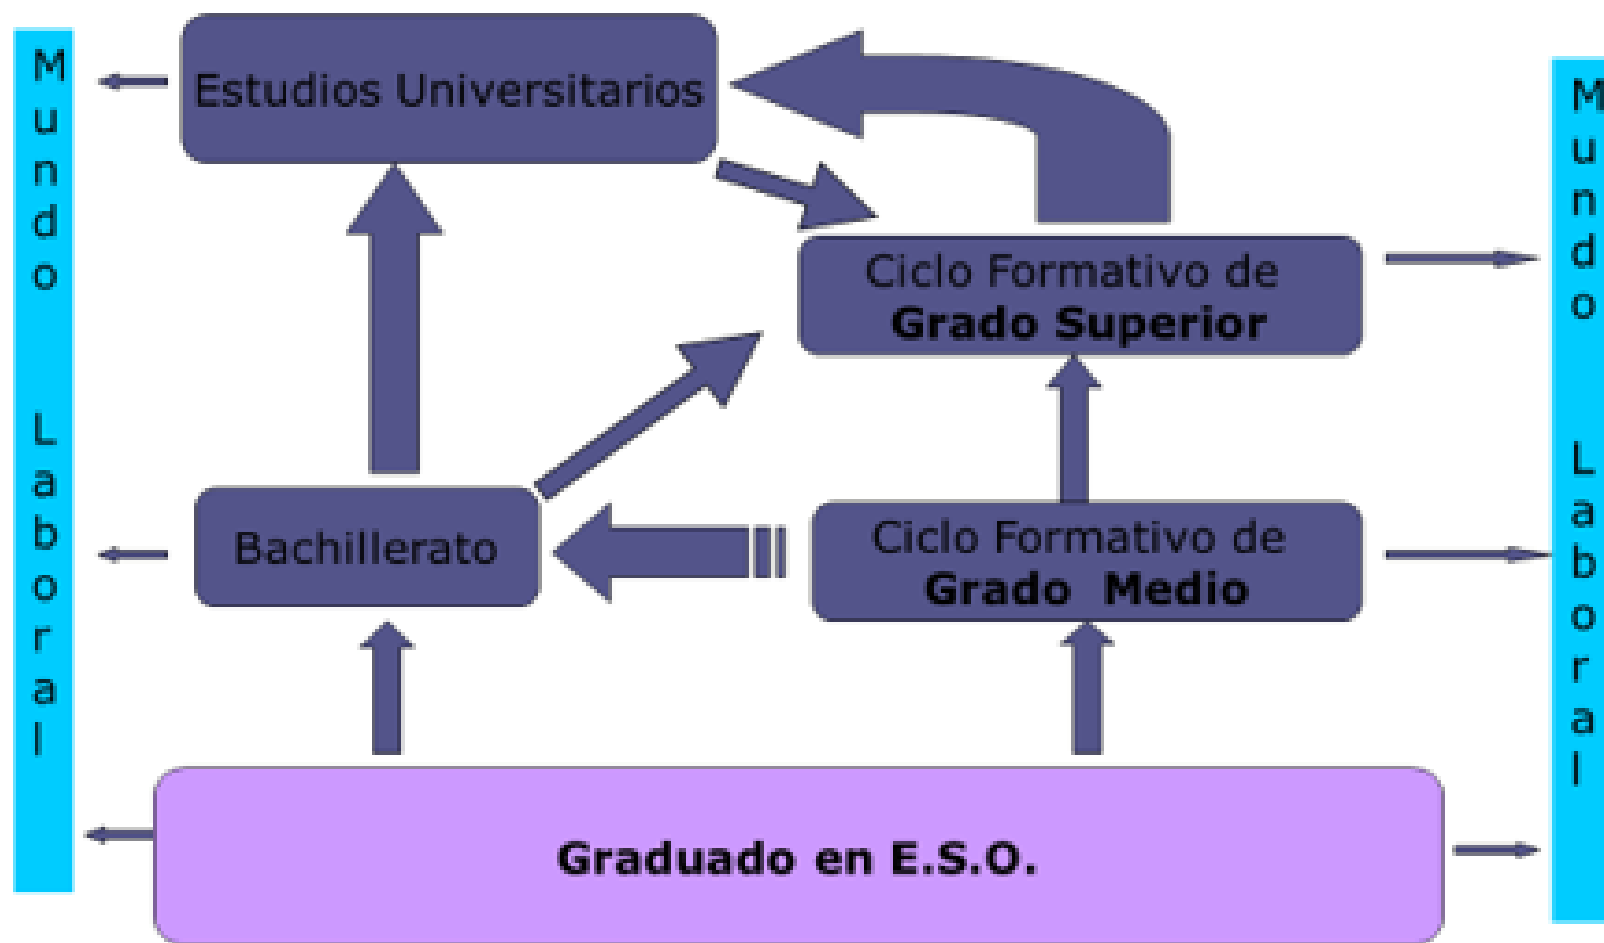 Mundo Laboral
Estudios Universitarios
Ciclo Formativo de
Grado Superior
Bachillerato
Ciclo Formativo de
Grado Medio
Graduado en E.S.O.
Mundo Laboral